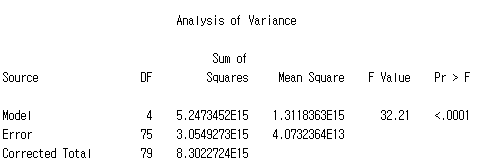 Analysis of Variance
Sum of
Source DF Squares Mean Square F Value Pr > F
Model 4 5.2473452E15 1.3118363E15 32.21 <.0001
Error 75 3.0549273E15 4.0732364E13
Corrected Total 79 8.3022724E15